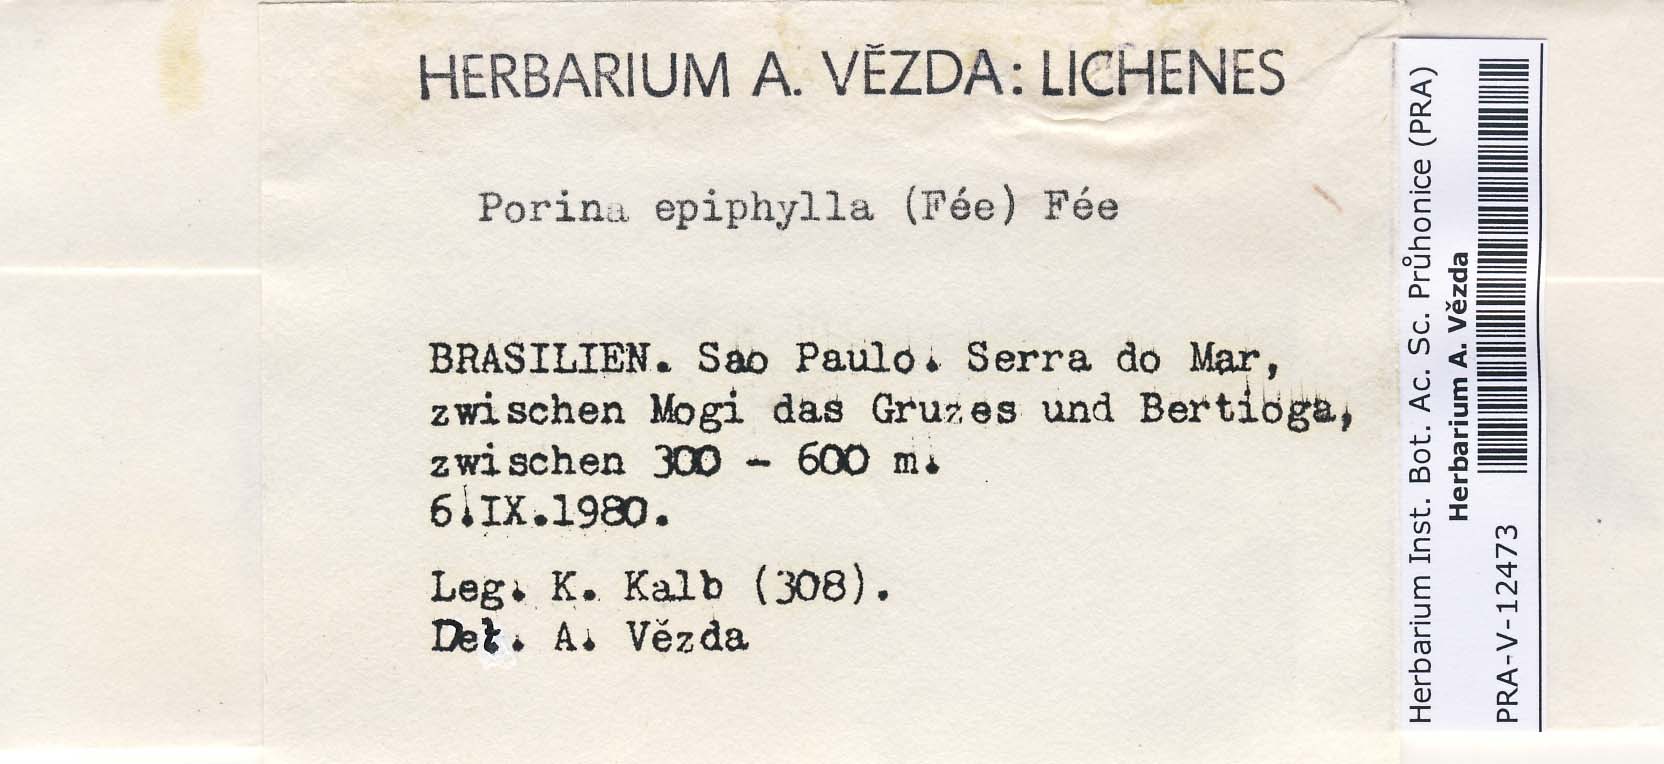 HERBARIUM A. VĚZDA: LICHENES
Porina epiphylla (Fée) Fée
BRASILIEN. Sao Paulo. Serra do Mar,
zwischen Mogi das Gruzes und Bertioga,
zwischen 300 - 600 m.
6.IX.1980.
Leg. K. Kalb (308).
Det. A. Vězda
Herbarium Inst. Bot. Ac. Sc. Průhonice (PRA)
Herbarium A. Vězda
PRA-V-12473